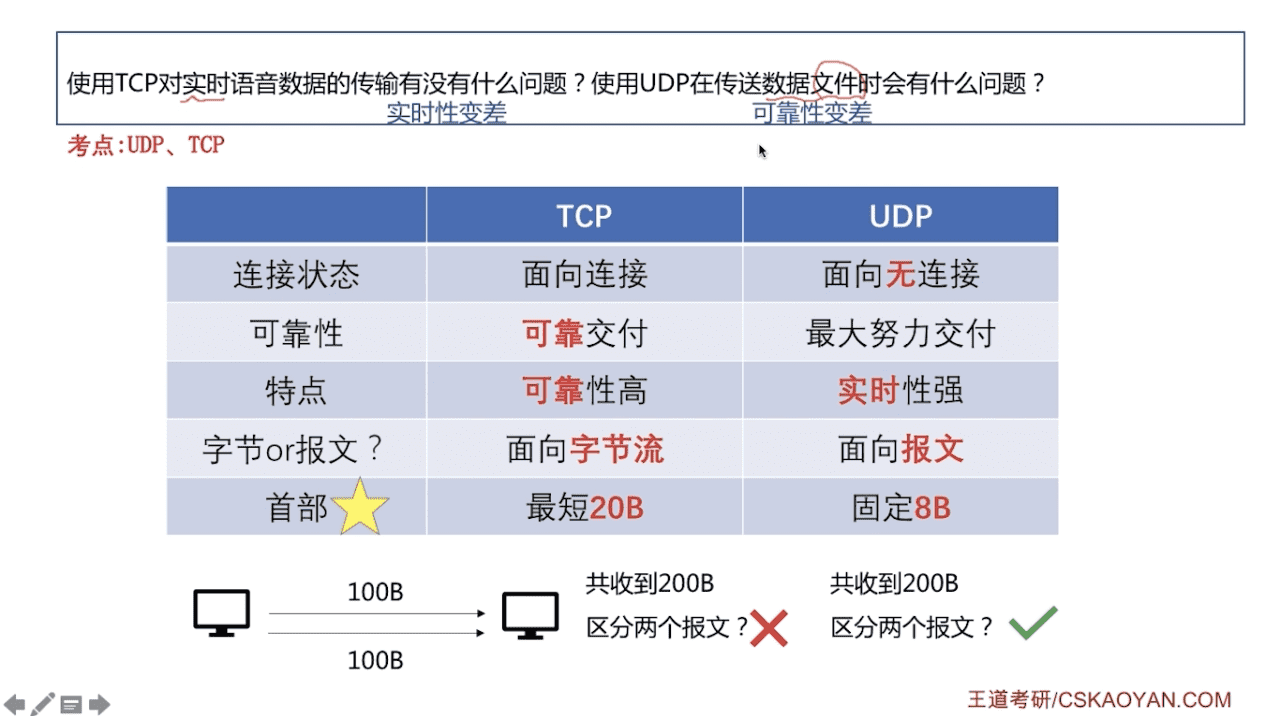 使用TCP对实时语音数据的传输有没有什么问题？使用UDP在传送数据文件时会有什么问题？
实时性变差 可靠性变差
考点:UDP、TCP
TCP UDP
连接状态 面向连接 面向无连接
可靠性 可靠交付 最大努力交付
特点 可靠性高 实时性强
字节or报文？ 面向字节流 面向报文
首部 最短20B 固定8B
100B
100B
共收到200B
区分两个报文？
共收到200B
区分两个报文？
王道考研/CSKAOYAN.COM